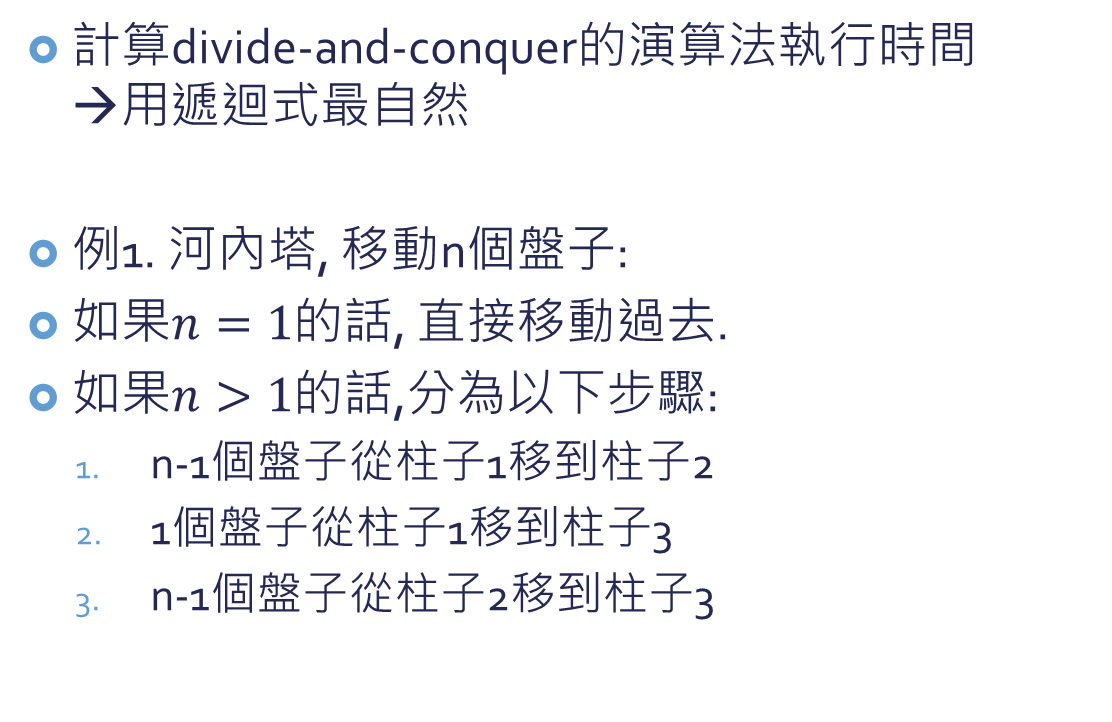 計算divide-and-conquer的演算法執行時間
→用遞迴式最自然
例1. 河內塔, 移動n個盤子:
如果n = 1的話, 直接移動過去.
如果n > 1的話,分為以下步驟:
1. n-1個盤子從柱子1移到柱子2
2. 1個盤子從柱子1移到柱子3
3. n-1個盤子從柱子2移到柱子3